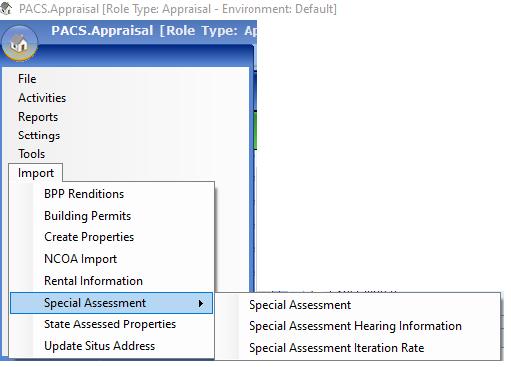 PACS.Appraisal [Role Type: Appraisal - Environment: Default]
PACS.Appraisal [Role Type: Ap
File
Activities
Reports
Settings
Tools
Import
BPP Renditions
Building Permits
Create Properties
NCOA Import
Rental Information
Special Assessment
Special Assessment
State Assessed Properties
Special Assessment Hearing Information
Update Situs Address
Special Assessment Iteration Rate